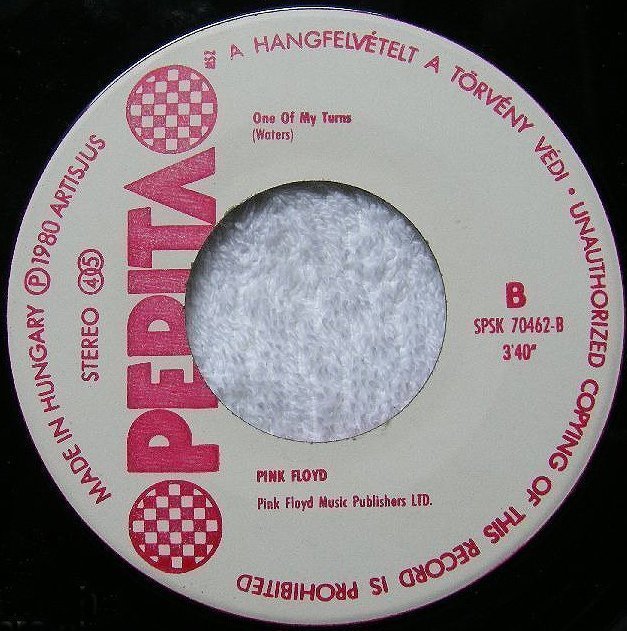 A HANGFELVÉTELT A TÖRVÉNY VÉDI • UNAUTHORIZED COPYING OF THIS RECORD IS PROHIBITED
MADE IN HUNGARY Ⓟ 1980 ARTISJUS
STEREO 45
PEPITA
One Of My Turns
(Waters)
B
SPSK 70462-B
3'40"
PINK FLOYD
Pink Floyd Music Publishers LTD.